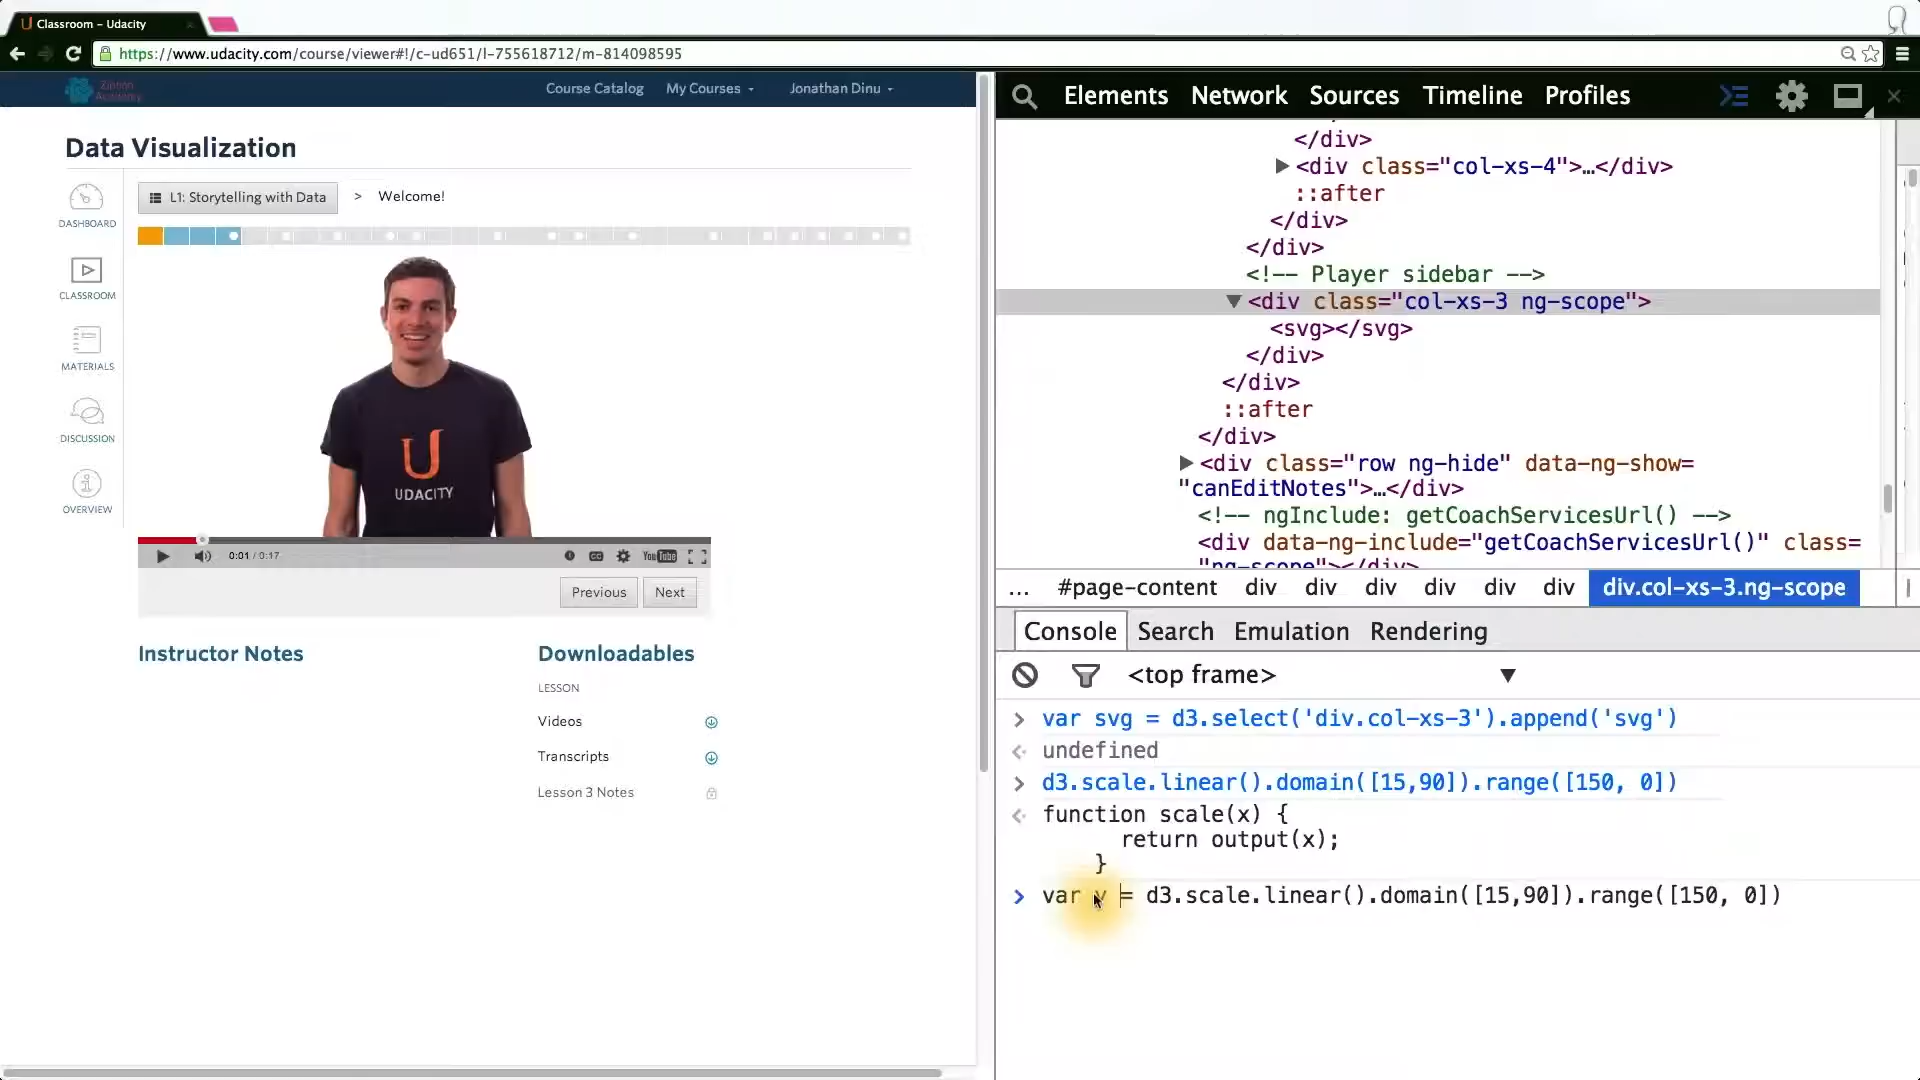 Classroom – Udacity
https://www.udacity.com/course/viewer#!/c-ud651/l-755618712/m-814098595
Zipfian Academy
Course Catalog My Courses Jonathan Dinu
Data Visualization
L1: Storytelling with Data > Welcome!
DASHBOARD
CLASSROOM
MATERIALS
DISCUSSION
OVERVIEW
UDACITY
0:01 / 0:17 CC YouTube
Previous Next
Instructor Notes
Downloadables
LESSON
Videos
Transcripts
Lesson 3 Notes
Elements Network Sources Timeline Profiles
</div>
<div class="col-xs-4">…</div>
::after
</div>
</div>
<!-- Player sidebar -->
<div class="col-xs-3 ng-scope">
<svg></svg>
</div>
</div>
::after
</div>
<div class="row ng-hide" data-ng-show=
"canEditNotes">…</div>
<!-- ngInclude: getCoachServicesUrl() -->
<div data-ng-include="getCoachServicesUrl()" class=
"ng-scope"></div>
... #page-content div div div div div div div.col-xs-3.ng-scope
Console Search Emulation Rendering
<top frame>
> var svg = d3.select('div.col-xs-3').append('svg')
undefined
> d3.scale.linear().domain([15,90]).range([150, 0])
function scale(x) {
return output(x);
}
> var y = d3.scale.linear().domain([15,90]).range([150, 0])